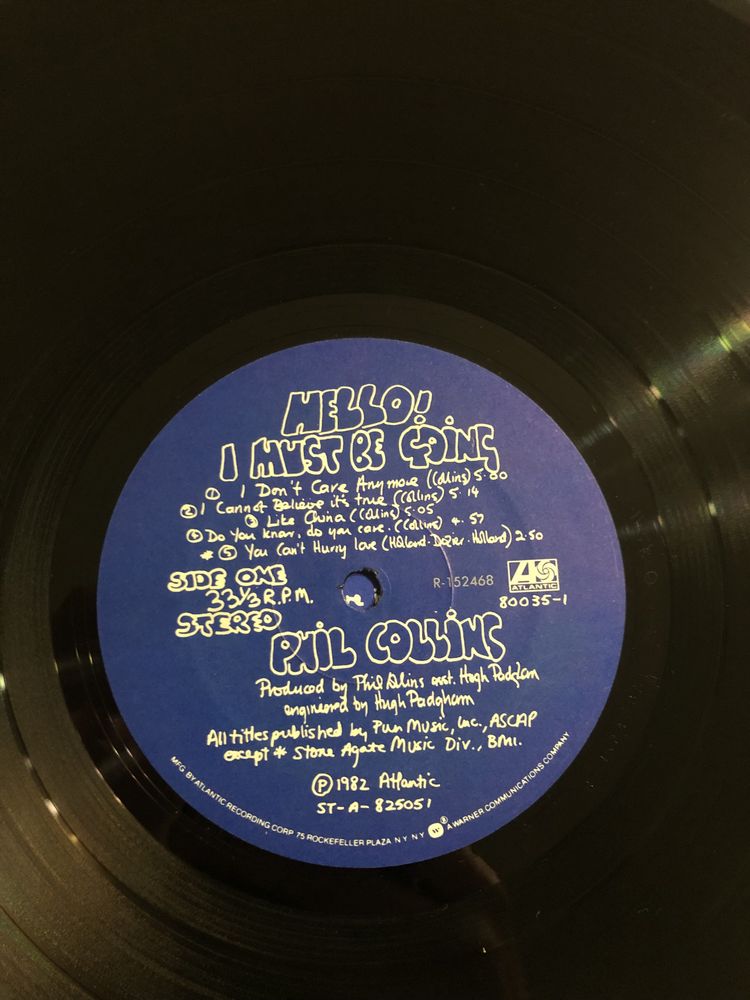 HELLO!
I MUST BE GOING
① I Don't Care Anymore (Collins) 5·00
② I Cannot Believe it's true (Collins) 5·14
③ Like China (Collins) 5·05
④ Do You know, do you care. (Collins) 4·57
* ⑤ You Can't Hurry love (Holland·Dozier·Holland) 2·50
SIDE ONE
33⅓ R.P.M.
STEREO
R-152468
ATLANTIC
80035-1
PHIL COLLINS
Produced by Phil Collins asst. Hugh Padgham
engineered by Hugh Padgham
All titles published by Pun Music, Inc., ASCAP
except * Stone Agate Music Div., BMI.
Ⓟ 1982 Atlantic
ST-A-825051
MFG. BY ATLANTIC RECORDING CORP. 75 ROCKEFELLER PLAZA N Y N Y ® A WARNER COMMUNICATIONS COMPANY